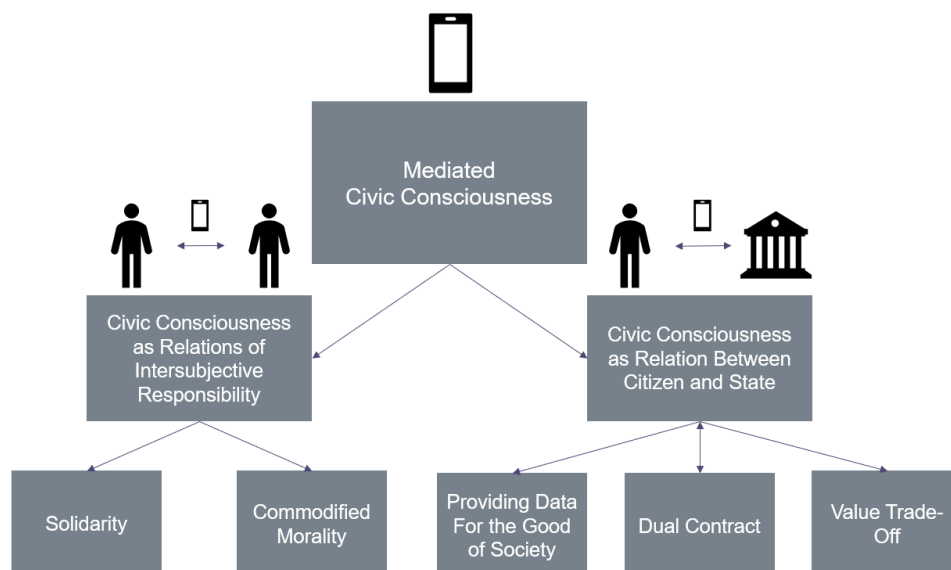 Mediated
Civic Consciousness
Civic Consciousness
as Relations of
Intersubjective
Responsibility
Civic Consciousness
as Relation Between
Citizen and State
Solidarity
Commodified
Morality
Providing Data
For the Good
of Society
Dual Contract
Value Trade-
Off